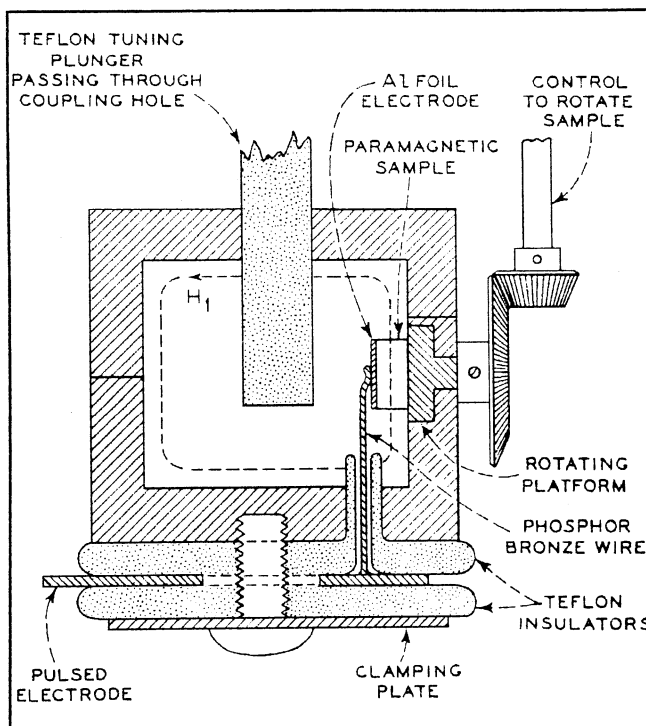 TEFLON TUNING
PLUNGER
PASSING THROUGH
COUPLING HOLE
Al FOIL
ELECTRODE
PARAMAGNETIC
SAMPLE
CONTROL
TO ROTATE
SAMPLE
H1
ROTATING
PLATFORM
PHOSPHOR
BRONZE WIRE
TEFLON
INSULATORS
PULSED
ELECTRODE
CLAMPING
PLATE